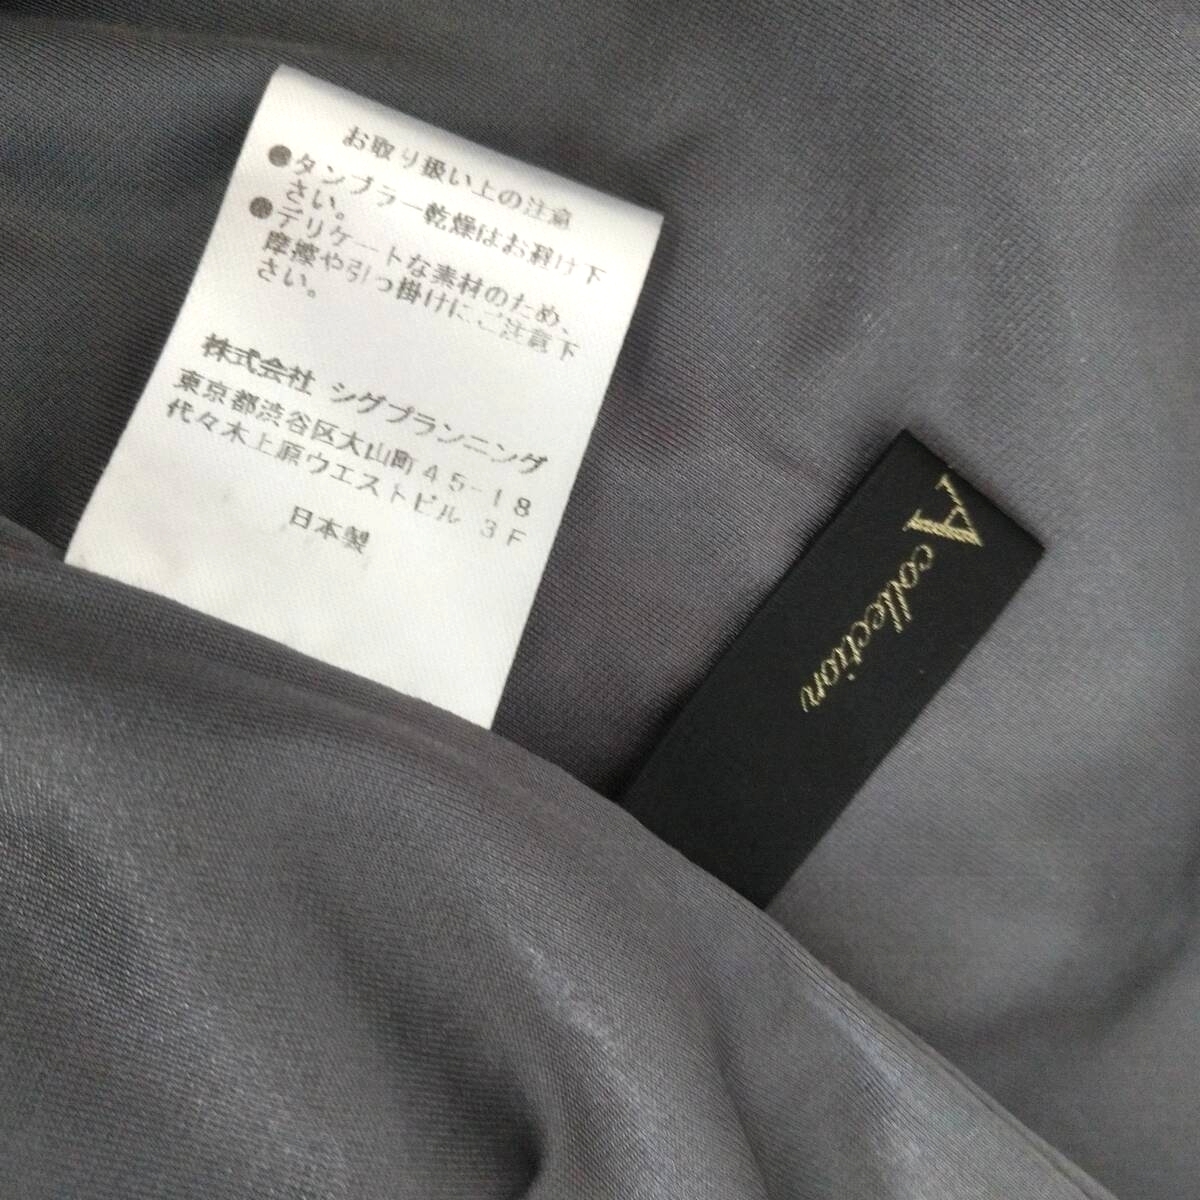 お取り扱い上の注意
●タンブラー乾燥はお避け下
さい。
●デリケートな素材のため、
摩擦や引っ掛けにご注意下
さい。
株式会社 シグプランニング
東京都渋谷区大山町45-18
代々木上原ウエストビル 3F
日本製
A
collection